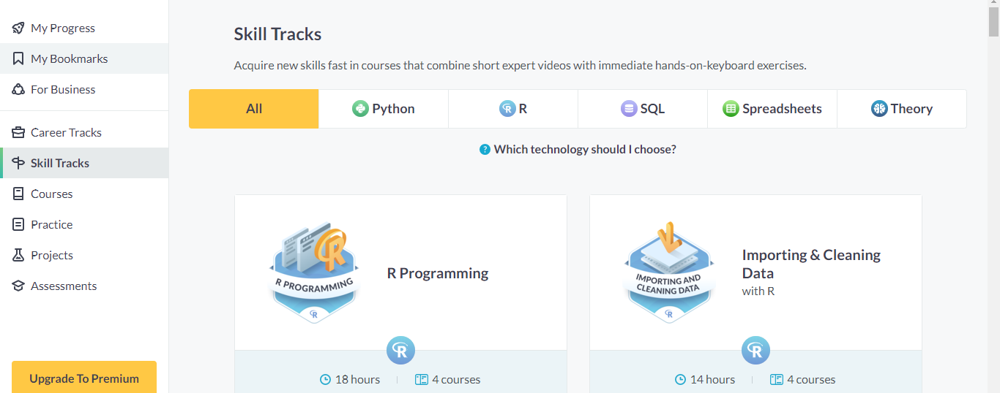 My Progress
My Bookmarks
For Business
Career Tracks
Skill Tracks
Courses
Practice
Projects
Assessments
Upgrade To Premium
Skill Tracks
Acquire new skills fast in courses that combine short expert videos with immediate hands-on-keyboard exercises.
All
Python
R
SQL
Spreadsheets
Theory
? Which technology should I choose?
R
R PROGRAMMING
R
R Programming
R
18 hours
4 courses
IMPORTING AND
CLEANING DATA
R
Importing & Cleaning
Data
with R
R
14 hours
4 courses